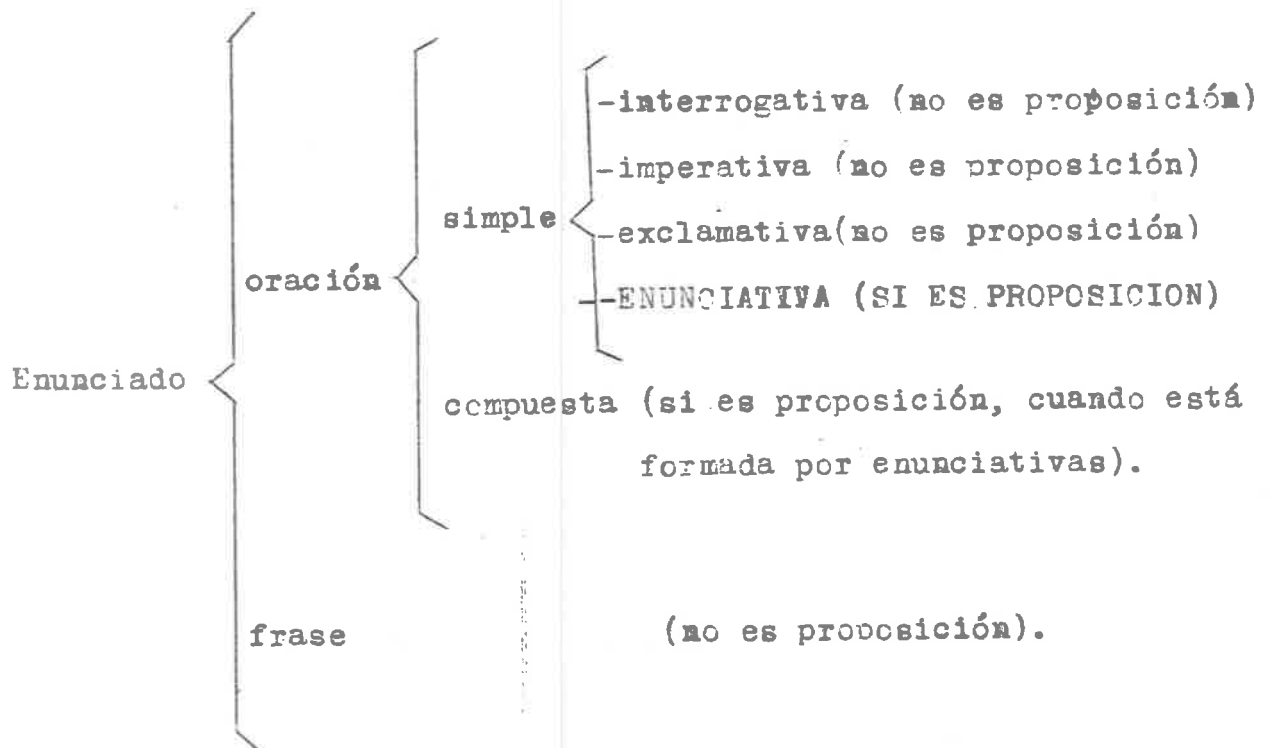 -interrogativa (no es proposición)
-imperativa (no es proposición)
simple
-exclamativa(no es proposición)
oración
--ENUNCIATIVA (SI ES PROPOSICION)
Enunciado
compuesta (si es proposición, cuando está
formada por enunciativas).
frase (no es proposición).